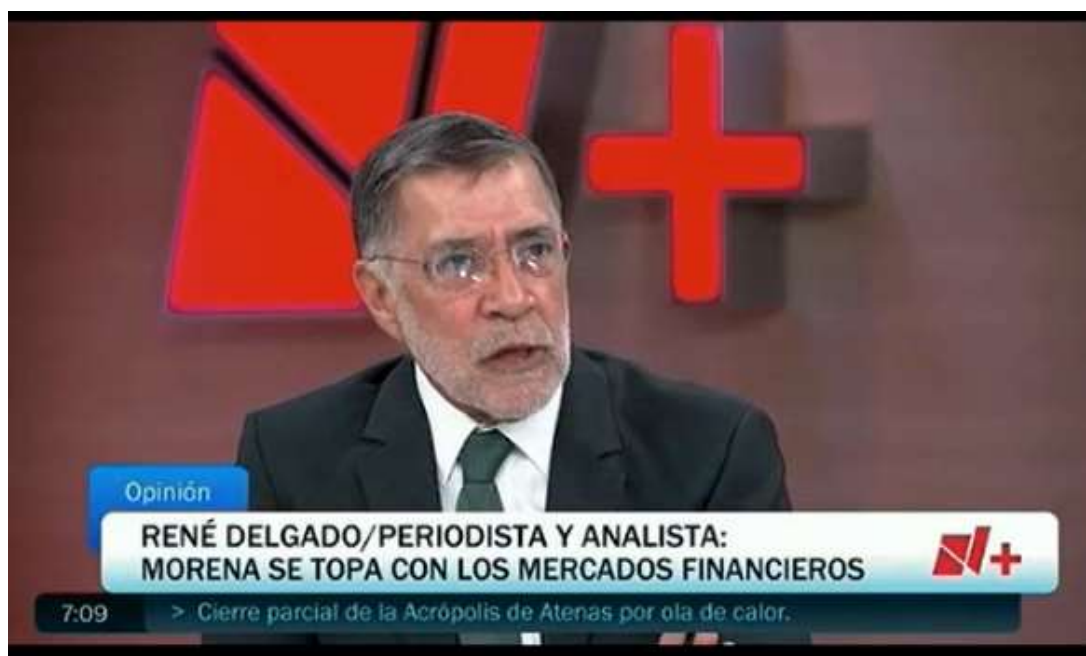 Opinión
RENÉ DELGADO/PERIODISTA Y ANALISTA:
MORENA SE TOPA CON LOS MERCADOS FINANCIEROS
N+
7:09 > Cierre parcial de la Acrópolis de Atenas por ola de calor.